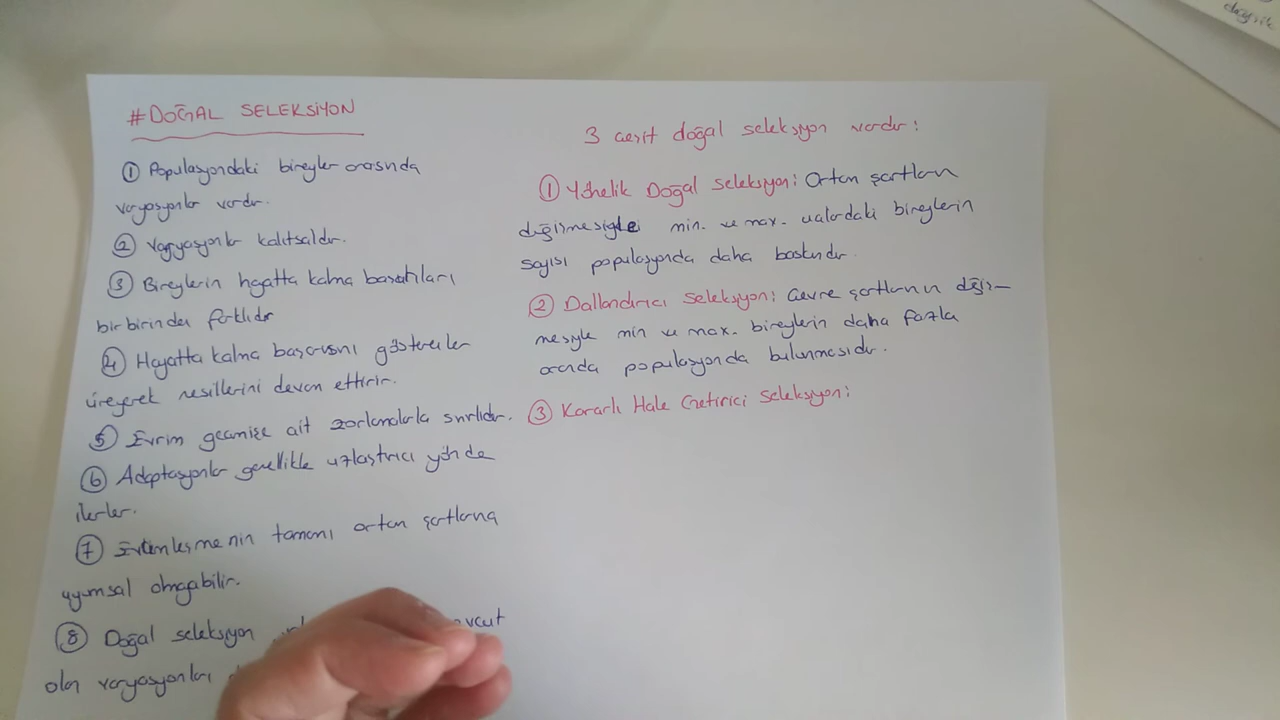 #DOĞAL SELEKSİYON
① Populasyondaki bireyler arasında
varyasyonlar vardır.
② Varyasyonlar kalıtsaldır.
③ Bireylerin hayatta kalma başarıları
birbirinden farklıdır
④ Hayatta kalma başarısını gösterenler
üreyerek nesillerini devam ettirir.
⑤ Evrim geçmişe ait zorlamalarla sınırlıdır.
⑥ Adaptasyonlar genellikle uzlaştırıcı yönde
ilerler.
⑦ Evrimleşmenin tamamı ortam şartlarına
uyumsal olmayabilir.
⑧ Doğal seleksiyon
olan varyasyonları
3 çeşit doğal seleksiyon vardır:
① Yönelik Doğal Seleksiyon: Ortam şartların
değişmesiyle min. ve max. uçlardaki bireylerin
sayısı populasyonda daha baskındır.
② Dallandırıcı Seleksiyon: Çevre şartlarının değiş-
mesiyle min ve max. bireylerin daha fazla
oranda populasyonda bulunmasıdır.
③ Kararlı Hale Getirici Seleksiyon: